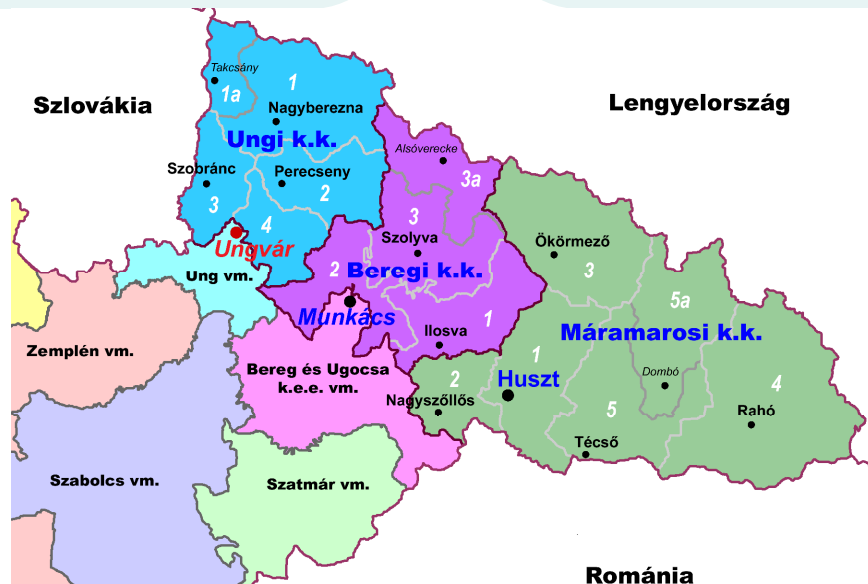 Takcsány
1
1a
Szlovákia
Lengyelország
Nagyberezna
Ungi k.k.
Alsóverecke
Szobránc
Perecseny
3a
2
3
3
4
Szolyva
Ökörmező
Ungvár
Ung vm.
2
Beregi k.k.
3
5a
Munkács
1
Ilosva
Máramarosi k.k.
Zemplén vm.
1
Bereg és Ugocsa
k.e.e. vm.
2
Huszt
Dombó
4
Nagyszőllős
5
Rahó
Técső
Szabolcs vm.
Szatmár vm.
Románia